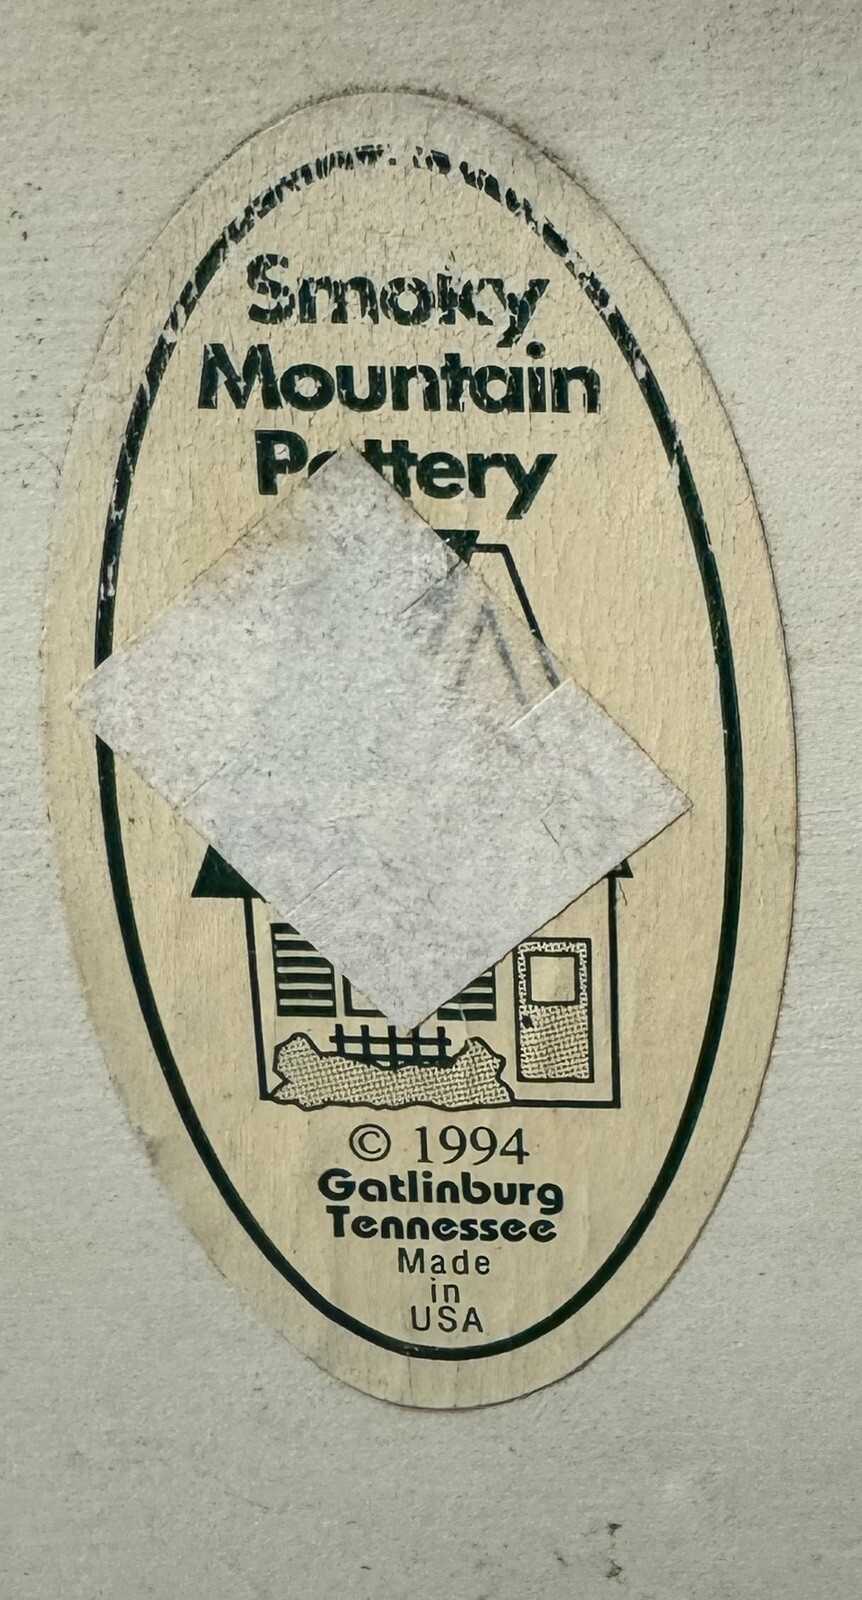 Smoky
Mountain
Pottery
© 1994
Gatlinburg
Tennessee
Made
in
USA